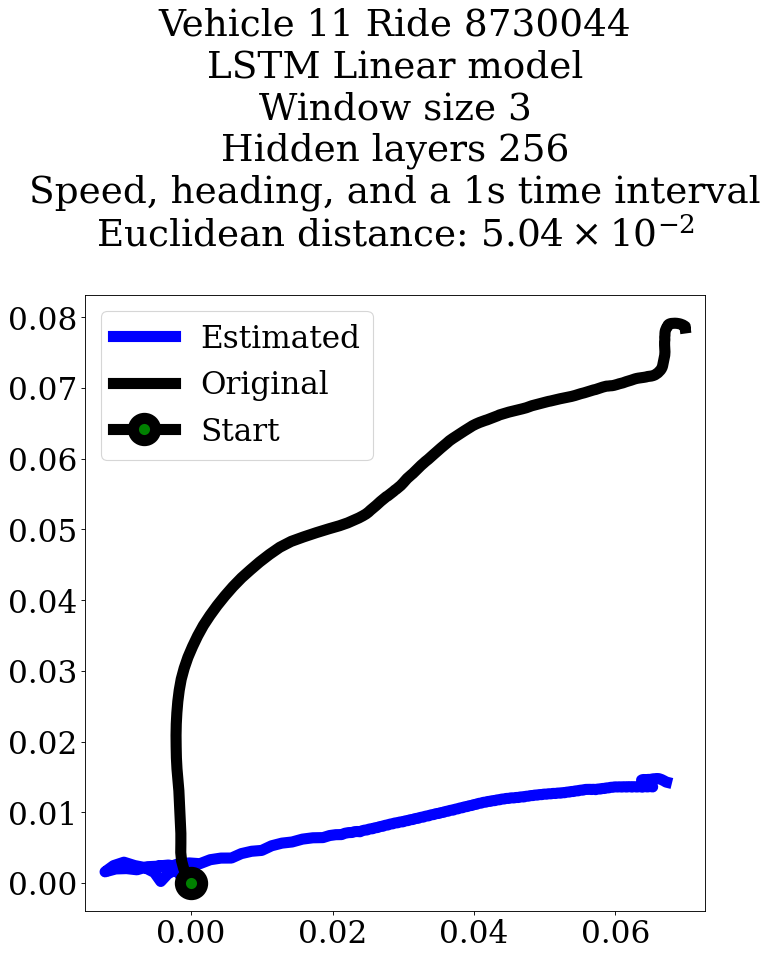 Vehicle 11 Ride 8730044
LSTM Linear model
Window size 3
Hidden layers 256
Speed, heading, and a 1s time interval
Euclidean distance: 5.04 × 10⁻²
Estimated
Original
Start
0.08
0.07
0.06
0.05
0.04
0.03
0.02
0.01
0.00
0.00 0.02 0.04 0.06